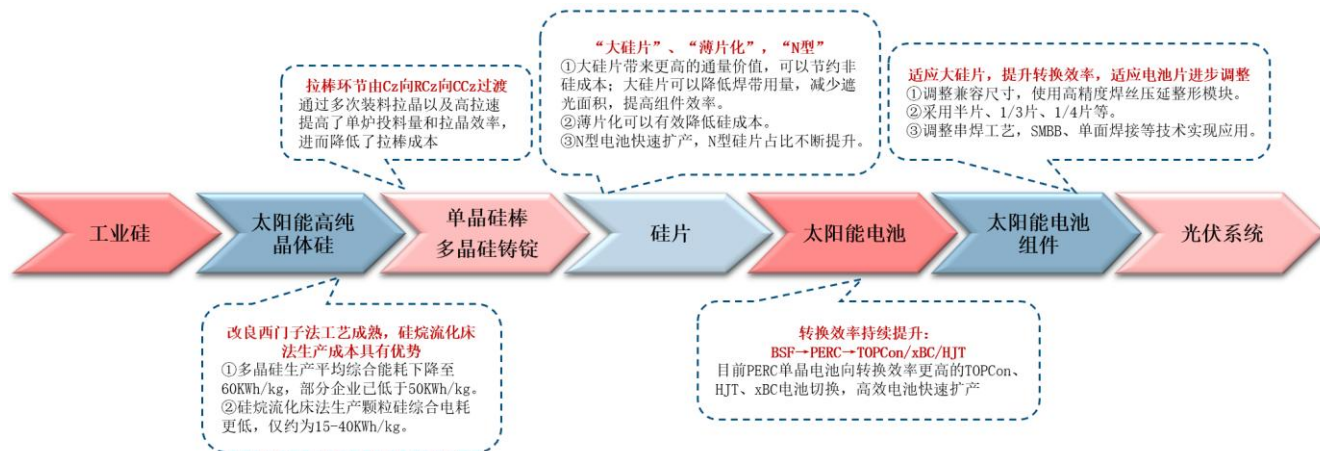 “大硅片”、“薄片化”，“N型”
①大硅片带来更高的通量价值，可以节约非
硅成本；大硅片可以降低焊带用量，减少遮
光面积，提高组件效率。
②薄片化可以有效降低硅成本。
③N型电池快速扩产，N型硅片占比不断提升。
拉棒环节由Cz向RCz向CCz过渡
通过多次装料拉晶以及高拉速
提高了单炉投料量和拉晶效率，
进而降低了拉棒成本
适应大硅片，提升转换效率，适应电池片进步调整
①调整兼容尺寸，使用高精度焊丝压延整形模块。
②采用半片、1/3片、1/4片等。
③调整串焊工艺，SMBB、单面焊接等技术实现应用。
工业硅
太阳能高纯
晶体硅
单晶硅棒
多晶硅铸锭
硅片
太阳能电池
太阳能电池
组件
光伏系统
改良西门子法工艺成熟，硅烷流化床
法生产成本具有优势
①多晶硅生产平均综合能耗下降至
60KWh/kg，部分企业已低于50KWh/kg。
②硅烷流化床法生产颗粒硅综合电耗
更低，仅约为15-40KWh/kg。
转换效率持续提升：
BSF→PERC→TOPCon/xBC/HJT
目前PERC单晶电池向转换效率更高的TOPCon、
HJT、xBC电池切换，高效电池快速扩产